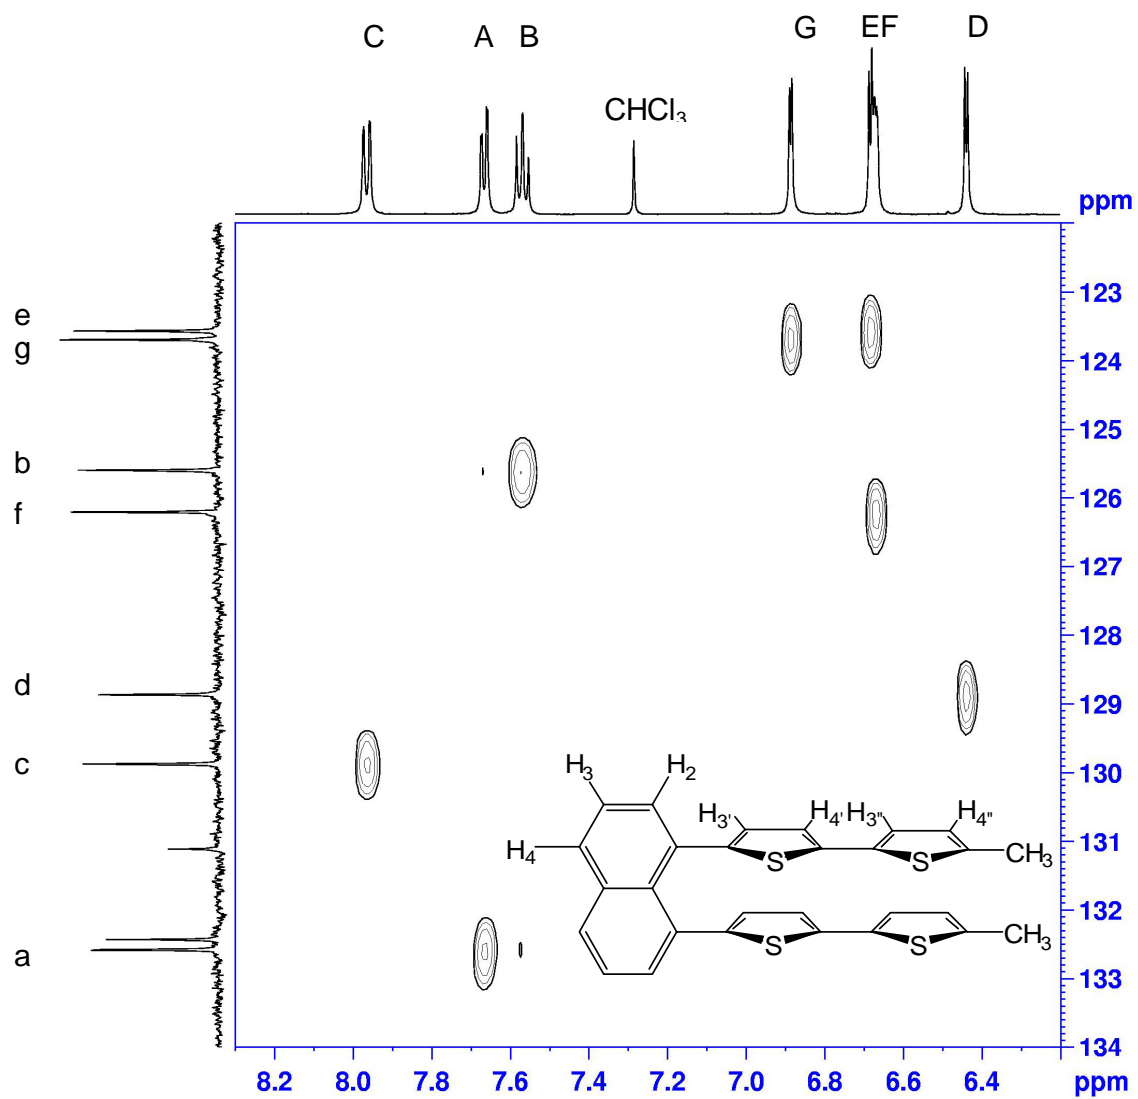 C A B G EF D
CHCl₃
ppm
e
g
b
f
d
c
a
123
124
125
126
127
128
129
130
131
132
133
134
H₃ H₂
H₃' H₄' H₃'' H₄''
H₄ S S CH₃
S S CH₃
8.2 8.0 7.8 7.6 7.4 7.2 7.0 6.8 6.6 6.4 ppm